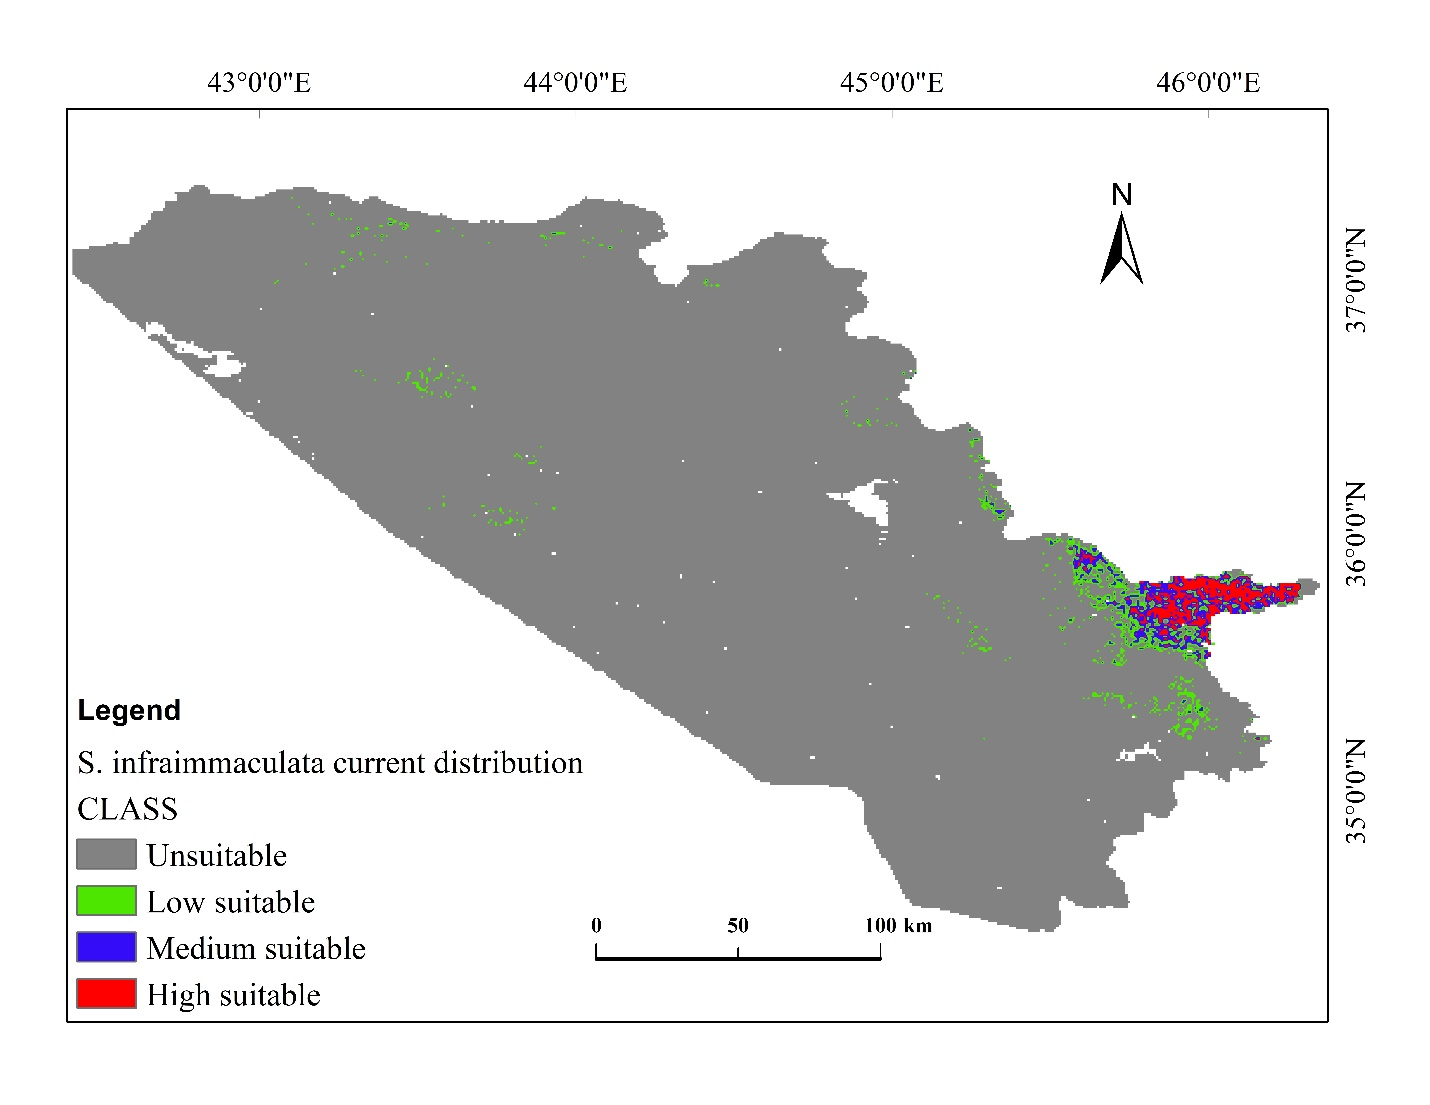 43°0'0"E 44°0'0"E 45°0'0"E 46°0'0"E
N
37°0'0"N
36°0'0"N
35°0'0"N
Legend
S. infraimmaculata current distribution
CLASS
Unsuitable
Low suitable
Medium suitable
High suitable
0 50 100 km